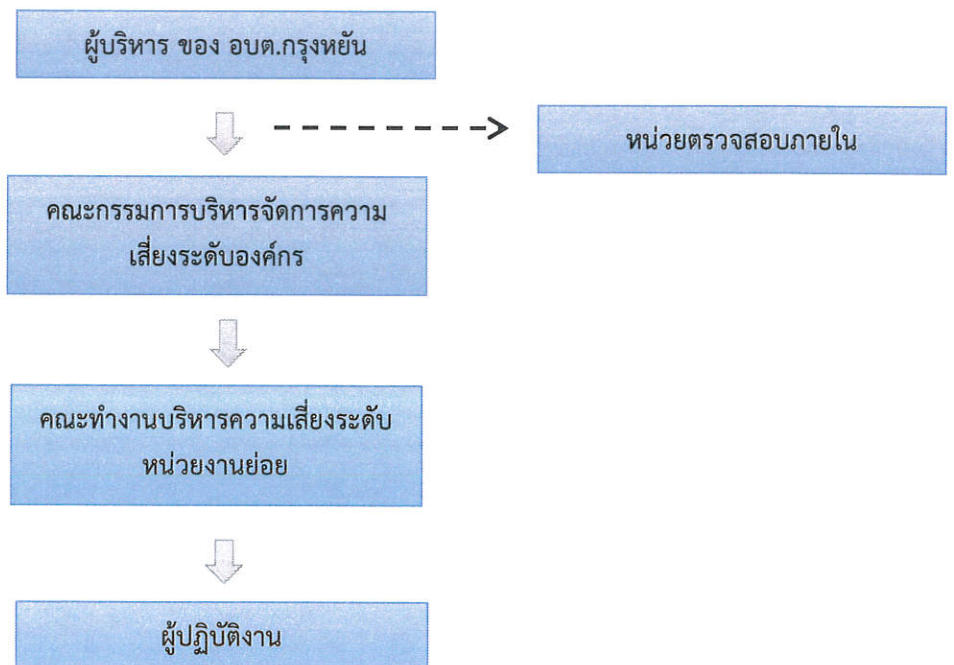 ผู้บริหาร ของ อบต.กรุงหยัน
หน่วยตรวจสอบภายใน
คณะกรรมการบริหารจัดการความ
เสี่ยงระดับองค์กร
คณะทำงานบริหารความเสี่ยงระดับ
หน่วยงานย่อย
ผู้ปฏิบัติงาน